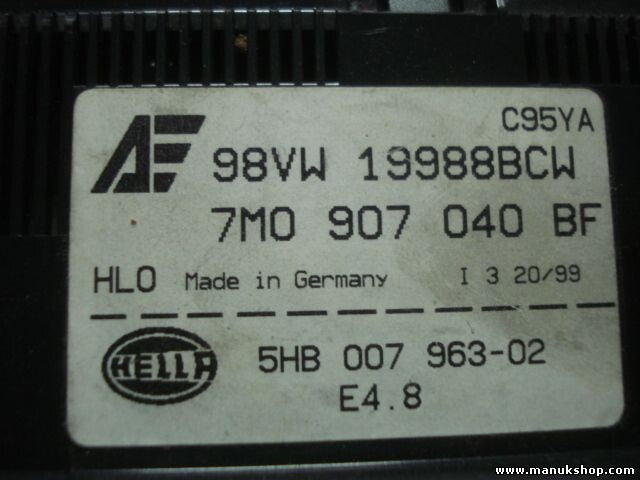 C95YA
AE 98VW 19988BCW
7M0 907 040 BF
HLO Made in Germany I 3 20/99
HELLA 5HB 007 963-02
E4.8
www.manukshop.com